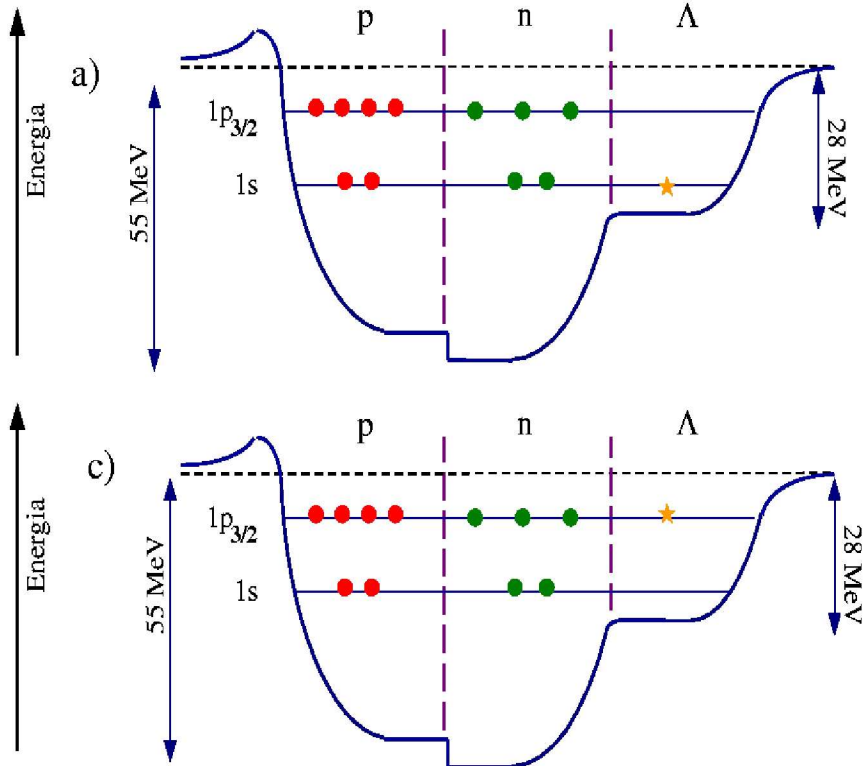 p n Λ
a)
Energia
1p3/2
1s
55 MeV
28 MeV
p n Λ
c)
Energia
1p3/2
1s
55 MeV
28 MeV